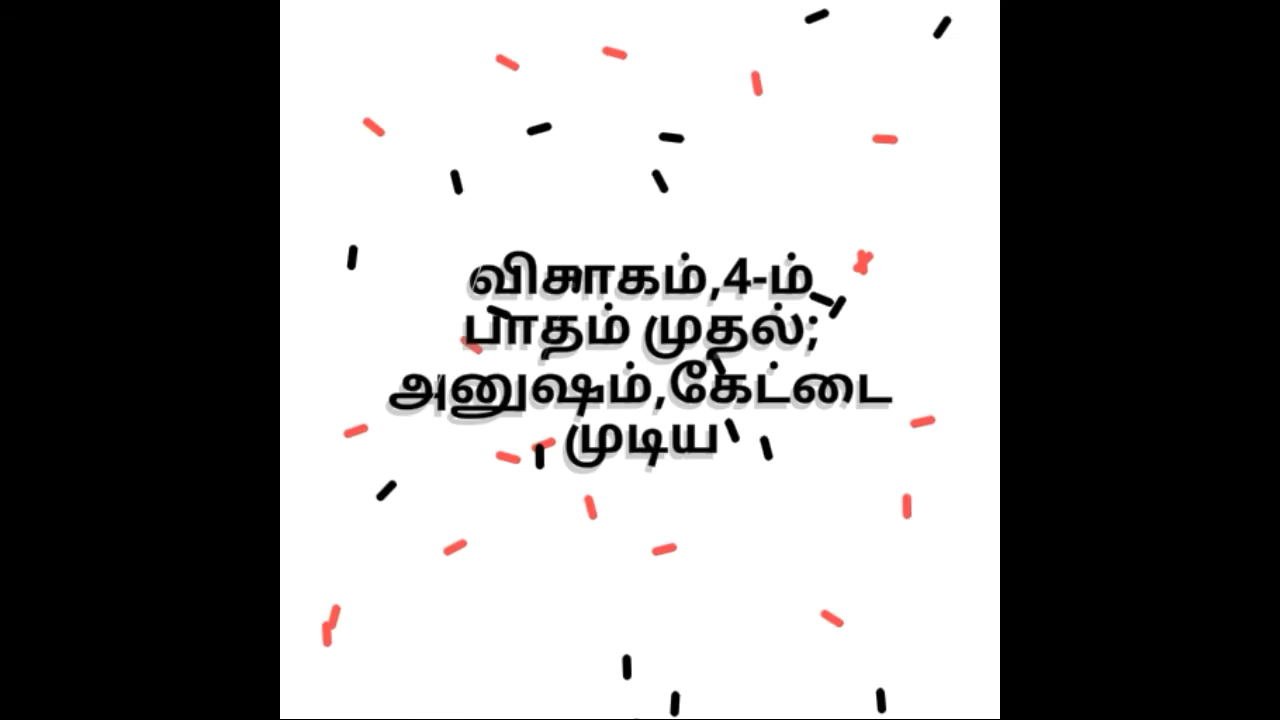 விசாகம்,4-ம்
பாதம் முதல்;
அனுஷம்,கேட்டை
முடிய